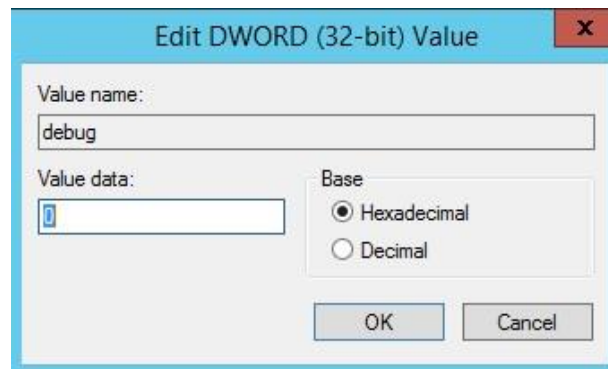 Edit DWORD (32-bit) Value
x
Value name:
debug
Value data:
0
Base
Hexadecimal
Decimal
OK
Cancel